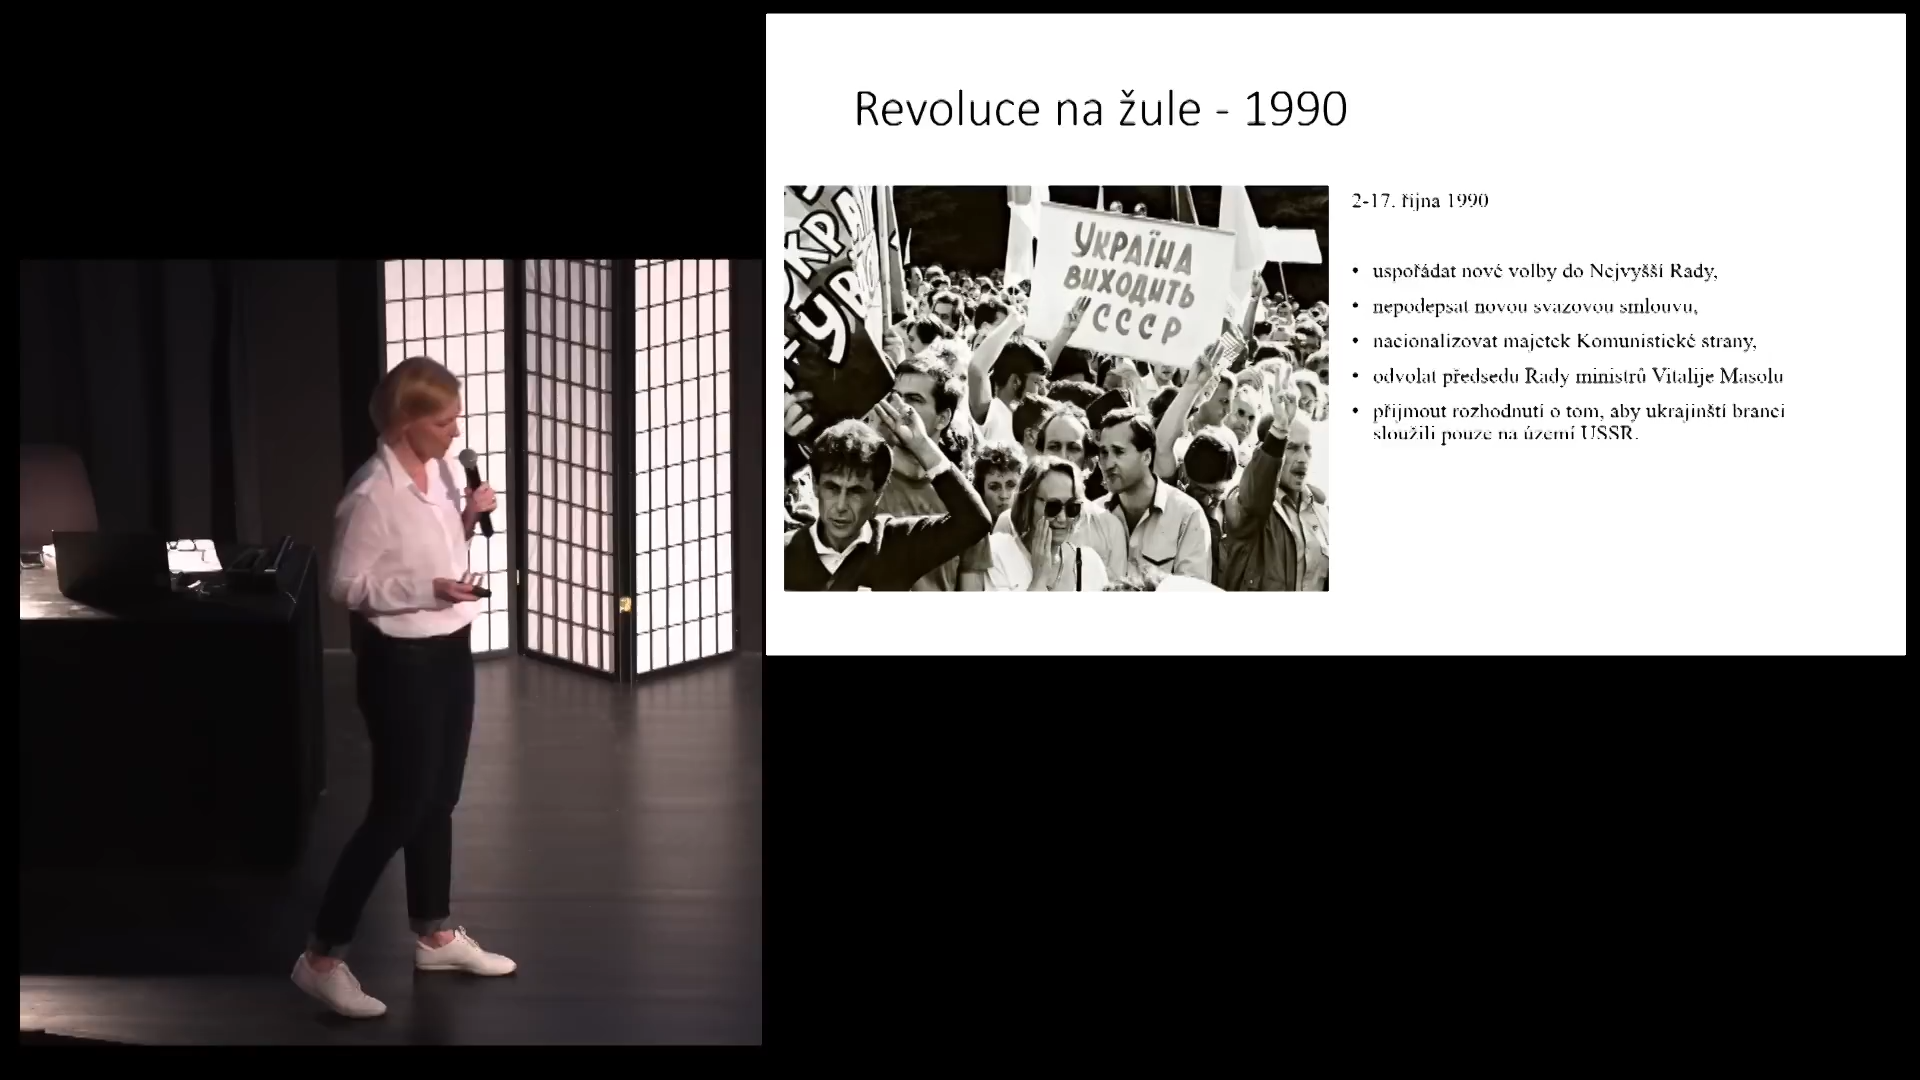 Revoluce na žule - 1990
КРА
УВ
УКРАЇНА
ВИХОДИТЬ
СССР
2-17. října 1990
• uspořádat nové volby do Nejvyšší Rady,
• nepodepsat novou svazovou smlouvu,
• nacionalizovat majetek Komunistické strany,
• odvolat předsedu Rady ministrů Vitalije Masolu
• přijmout rozhodnutí o tom, aby ukrajinští branci
sloužili pouze na území USSR.